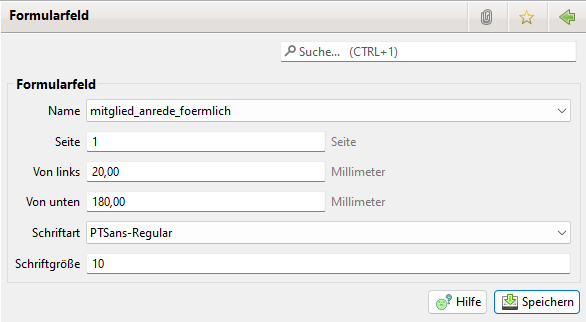 Formularfeld
Suche... (CTRL+1)
Formularfeld
Name mitglied_anrede_foermlich
Seite 1 Seite
Von links 20,00 Millimeter
Von unten 180,00 Millimeter
Schriftart PTSans-Regular
Schriftgröße 10
Hilfe Speichern